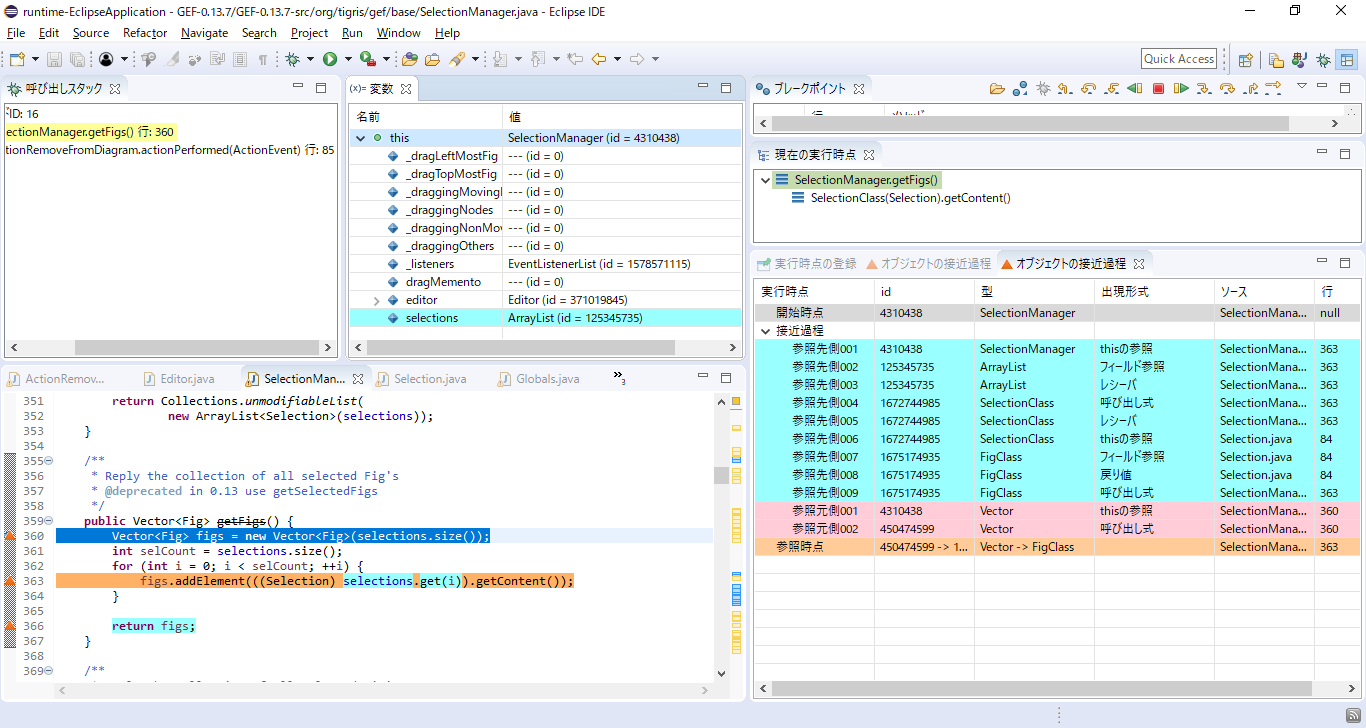 runtime-EclipseApplication - GEF-0.13.7/GEF-0.13.7-src/org/tigris/gef/base/SelectionManager.java - Eclipse IDE
File Edit Source Refactor Navigate Search Project Run Window Help
Quick Access
呼び出しスタック
ID: 16
ectionManager.getFigs() 行: 360
tionRemoveFromDiagram.actionPerformed(ActionEvent) 行: 85
(x)= 変数
名前 値
this SelectionManager (id = 4310438)
_dragLeftMostFig --- (id = 0)
_dragTopMostFig --- (id = 0)
_draggingMovingI --- (id = 0)
_draggingNodes --- (id = 0)
_draggingNonMov --- (id = 0)
_draggingOthers --- (id = 0)
_listeners EventListenerList (id = 1578571115)
dragMemento --- (id = 0)
editor Editor (id = 371019845)
selections ArrayList (id = 125345735)
ブレークポイント
現在の実行時点
SelectionManager.getFigs()
SelectionClass(Selection).getContent()
ActionRemov... Editor.java SelectionMan... Selection.java Globals.java »3
351 return Collections.unmodifiableList(
352 new ArrayList<Selection>(selections));
353 }
354
355 /**
356 * Reply the collection of all selected Fig's
357 * @deprecated in 0.13 use getSelectedFigs
358 */
359 public Vector<Fig> getFigs() {
360 Vector<Fig> figs = new Vector<Fig>(selections.size());
361 int selCount = selections.size();
362 for (int i = 0; i < selCount; ++i) {
363 figs.addElement(((Selection) selections.get(i)).getContent());
364 }
365
366 return figs;
367 }
368
369 /**
実行時点の登録 オブジェクトの接近過程 オブジェクトの接近過程
実行時点 id 型 出現形式 ソース 行
開始時点 4310438 SelectionManager SelectionMana... null
接近過程
参照先側001 4310438 SelectionManager thisの参照 SelectionMana... 363
参照先側002 125345735 ArrayList フィールド参照 SelectionMana... 363
参照先側003 125345735 ArrayList レシーバ SelectionMana... 363
参照先側004 1672744985 SelectionClass 呼び出し式 SelectionMana... 363
参照先側005 1672744985 SelectionClass レシーバ SelectionMana... 363
参照先側006 1672744985 SelectionClass thisの参照 Selection.java 84
参照先側007 1675174935 FigClass フィールド参照 Selection.java 84
参照先側008 1675174935 FigClass 戻り値 Selection.java 84
参照先側009 1675174935 FigClass 呼び出し式 SelectionMana... 363
参照元側001 4310438 Vector thisの参照 SelectionMana... 360
参照元側002 450474599 Vector 呼び出し式 SelectionMana... 360
参照時点 450474599 -> 1... Vector -> FigClass SelectionMana... 363